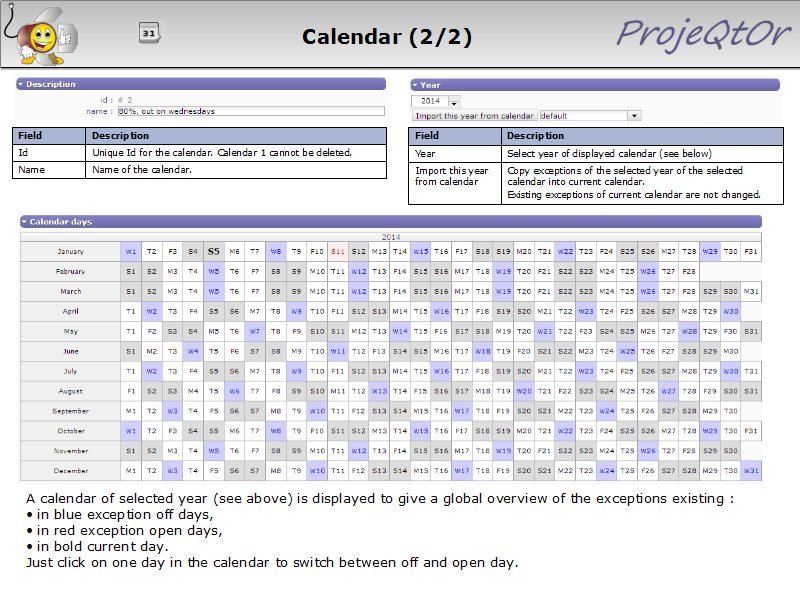 31
Calendar (2/2)
ProjeQtOr
Description
id : # 2
name : 80%, out on wednesdays
Field Description
Id Unique Id for the calendar. Calendar 1 cannot be deleted.
Name Name of the calendar.
Year
2014
Import this year from calendar default
Field Description
Year Select year of displayed calendar (see below)
Import this year Copy exceptions of the selected year of the selected
from calendar calendar into current calendar.
Existing exceptions of current calendar are not changed.
Calendar days
2014
January W1 T2 F3 S4 S5 M6 T7 W8 T9 F10 S11 S12 M13 T14 W15 T16 F17 S18 S19 M20 T21 W22 T23 F24 S25 S26 M27 T28 W29 T30 F31
February S1 S2 M3 T4 W5 T6 F7 S8 S9 M10 T11 W12 T13 F14 S15 S16 M17 T18 W19 T20 F21 S22 S23 M24 T25 W26 T27 F28
March S1 S2 M3 T4 W5 T6 F7 S8 S9 M10 T11 W12 T13 F14 S15 S16 M17 T18 W19 T20 F21 S22 S23 M24 T25 W26 T27 F28 S29 S30 M31
April T1 W2 T3 F4 S5 S6 M7 T8 W9 T10 F11 S12 S13 M14 T15 W16 T17 F18 S19 S20 M21 T22 W23 T24 F25 S26 S27 M28 T29 W30
May T1 F2 S3 S4 M5 T6 W7 T8 F9 S10 S11 M12 T13 W14 T15 F16 S17 S18 M19 T20 W21 T22 F23 S24 S25 M26 T27 W28 T29 F30 S31
June S1 M2 T3 W4 T5 F6 S7 S8 M9 T10 W11 T12 F13 S14 S15 M16 T17 W18 T19 F20 S21 S22 M23 T24 W25 T26 F27 S28 S29 M30
July T1 W2 T3 F4 S5 S6 M7 T8 W9 T10 F11 S12 S13 M14 T15 W16 T17 F18 S19 S20 M21 T22 W23 T24 F25 S26 S27 M28 T29 W30 T31
August F1 S2 S3 M4 T5 W6 T7 F8 S9 S10 M11 T12 W13 T14 F15 S16 S17 M18 T19 W20 T21 F22 S23 S24 M25 T26 W27 T28 F29 S30 S31
September M1 T2 W3 T4 F5 S6 S7 M8 T9 W10 T11 F12 S13 S14 M15 T16 W17 T18 F19 S20 S21 M22 T23 W24 T25 F26 S27 S28 M29 T30
October W1 T2 F3 S4 S5 M6 T7 W8 T9 F10 S11 S12 M13 T14 W15 T16 F17 S18 S19 M20 T21 W22 T23 F24 S25 S26 M27 T28 W29 T30 F31
November S1 S2 M3 T4 W5 T6 F7 S8 S9 M10 T11 W12 T13 F14 S15 S16 M17 T18 W19 T20 F21 S22 S23 M24 T25 W26 T27 F28 S29 S30
December M1 T2 W3 T4 F5 S6 S7 M8 T9 W10 T11 F12 S13 S14 M15 T16 W17 T18 F19 S20 S21 M22 T23 W24 T25 F26 S27 S28 M29 T30 W31
A calendar of selected year (see above) is displayed to give a global overview of the exceptions existing :
• in blue exception off days,
• in red exception open days,
• in bold current day.
Just click on one day in the calendar to switch between off and open day.